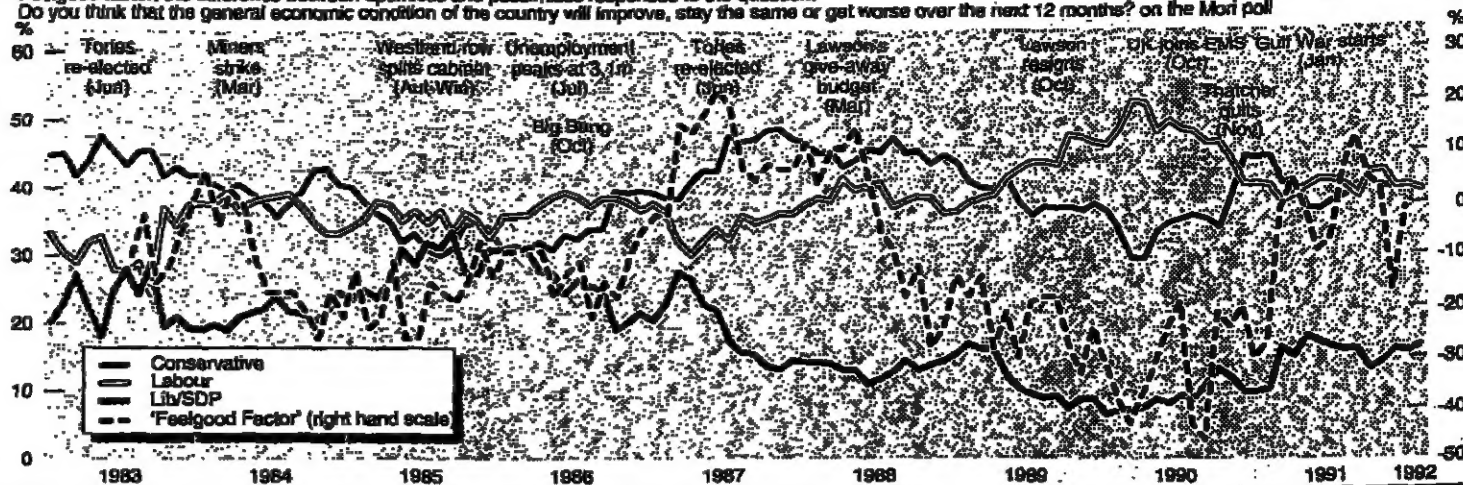 Do you think that the general economic condition of the country will improve, stay the same or get worse over the next 12 months? on the Mori poll
% %
60 50 40 30 20 10 0
30 20 10 0 -10 -20 -30 -40 -50
Tories
re-elected
(Jun)
Miners
strike
(Mar)
Westland row
splits cabinet
(Aut-Win)
Unemployment
peaks at 3.1m
(Jul)
Big Bang
(Oct)
Tories
re-elected
(Jun)
Lawson's
give-away
budget
(Mar)
Lawson
resigns
(Oct)
UK joins EMS
(Oct)
Thatcher
quits
(Nov)
Gulf War starts
(Jan)
Conservative
Labour
Lib/SDP
'Feelgood Factor' (right hand scale)
1983 1984 1985 1986 1987 1988 1989 1990 1991 1992